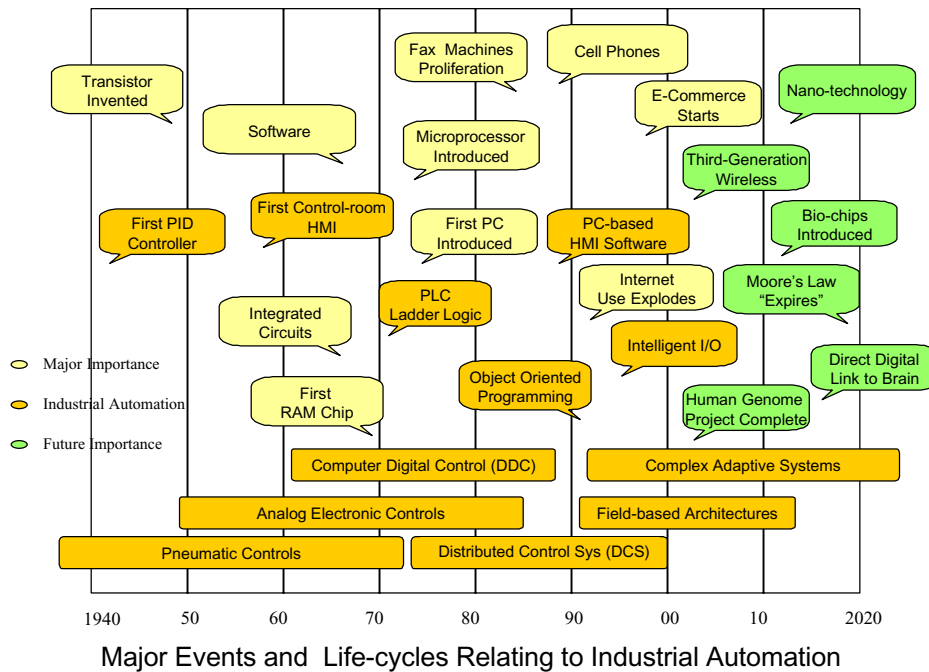 Transistor
Invented
Software
Fax  Machines
Proliferation
Cell Phones
E-Commerce
Starts
Nano-technology
Microprocessor
Introduced
Third-Generation
Wireless
First PID
Controller
First Control-room
HMI
First PC
Introduced
PC-based
HMI Software
Bio-chips
Introduced
Integrated
Circuits
PLC
Ladder Logic
Internet
Use Explodes
Moore's Law
"Expires"
Intelligent I/O
Major Importance
Industrial Automation
Future Importance
First
RAM Chip
Object Oriented
Programming
Human Genome
Project Complete
Direct Digital
Link to Brain
Computer Digital Control (DDC)
Complex Adaptive Systems
Analog Electronic Controls
Field-based Architectures
Pneumatic Controls
Distributed Control Sys (DCS)
1940 50 60 70 80 90 00 10 2020
Major Events and  Life-cycles Relating to Industrial Automation